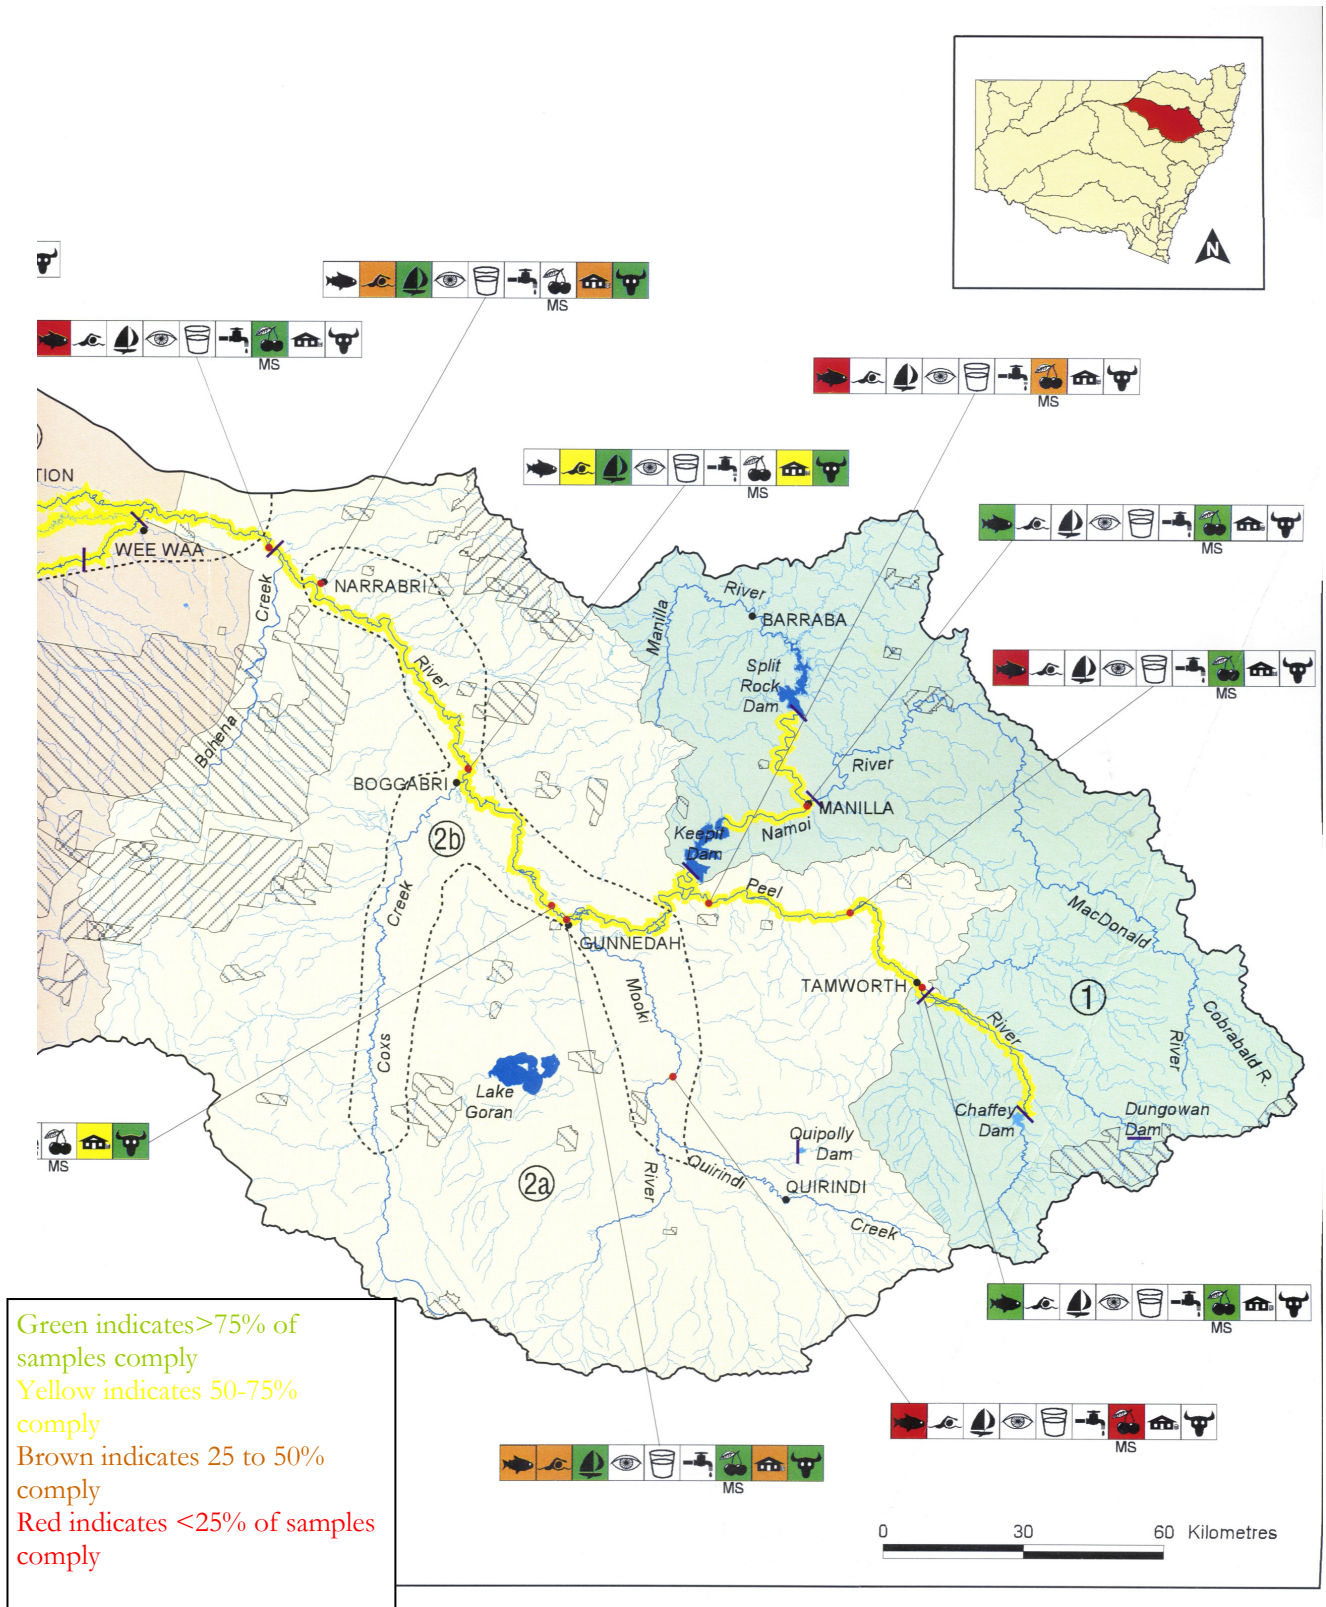 N
MS
MS
MS
MS
TION
WEE WAA
Creek
NARRABRI
River
Bohena
BOGGABRI
2b
Creek
Coxs
GUNNEDAH
Mooki
Lake
Goran
2a
River
Quirindi
QUIRINDI
Creek
Quipolly
Dam
Manilla
River
BARRABA
Split
Rock
Dam
River
MANILLA
Namoi
Keepit
Dam
Peel
MS
MS
MacDonald
TAMWORTH
River
1
Cobrabald R.
River
Chaffey
Dam
Dungowan
Dam
MS
MS
MS
MS
Green indicates>75% of
samples comply
Yellow indicates 50-75%
comply
Brown indicates 25 to 50%
comply
Red indicates <25% of samples
comply
0 30 60 Kilometres